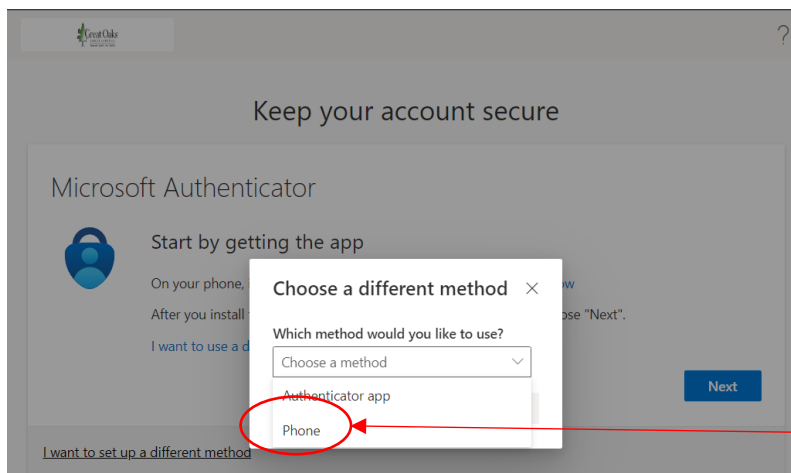 Great Oaks
?
Keep your account secure
Microsoft Authenticator
Start by getting the app
On your phone,
After you install
ose "Next".
I want to use a d
Choose a different method
Which method would you like to use?
Choose a method
Authenticator app
Phone
Next
I want to set up a different method